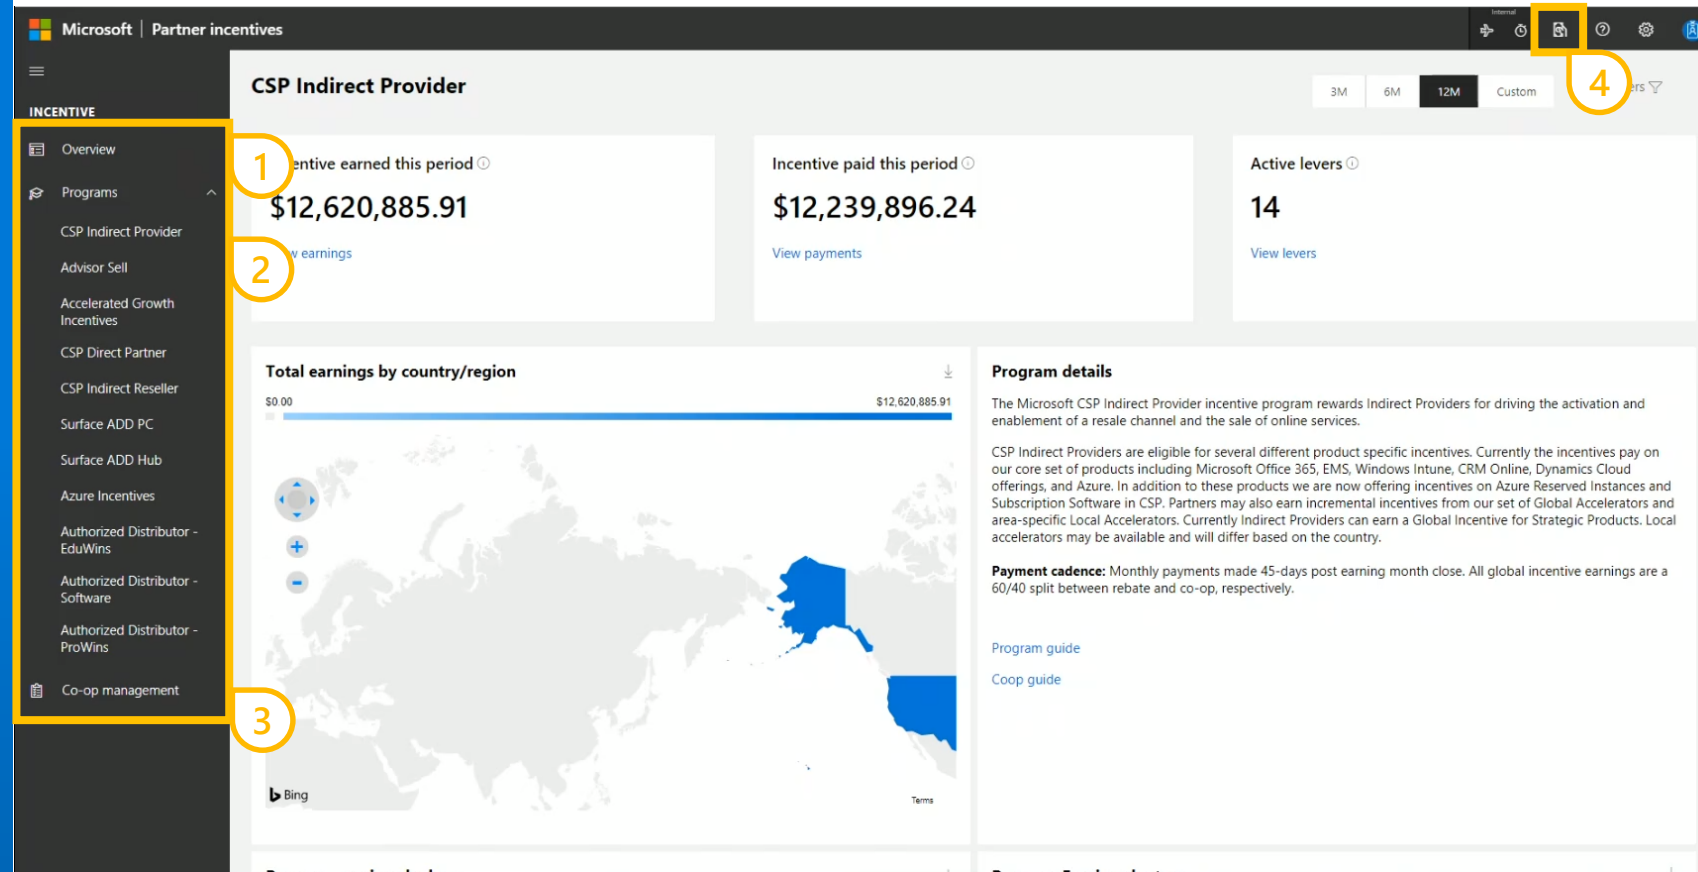 Microsoft | Partner incentives
Internal
4
INCENTIVE
Overview
Programs
CSP Indirect Provider
Advisor Sell
Accelerated Growth
Incentives
CSP Direct Partner
CSP Indirect Reseller
Surface ADD PC
Surface ADD Hub
Azure Incentives
Authorized Distributor -
EduWins
Authorized Distributor -
Software
Authorized Distributor -
ProWins
Co-op management
1
2
3
CSP Indirect Provider
3M 6M 12M Custom
entive earned this period
$12,620,885.91
earnings
Incentive paid this period
$12,239,896.24
View payments
Active levers
14
View levers
Total earnings by country/region
$0.00 $12,620,885.91
Bing
Terms
Program details
The Microsoft CSP Indirect Provider incentive program rewards Indirect Providers for driving the activation and
enablement of a resale channel and the sale of online services.
CSP Indirect Providers are eligible for several different product specific incentives. Currently the incentives pay on
our core set of products including Microsoft Office 365, EMS, Windows Intune, CRM Online, Dynamics Cloud
offerings, and Azure. In addition to these products we are now offering incentives on Azure Reserved Instances and
Subscription Software in CSP. Partners may also earn incremental incentives from our set of Global Accelerators and
area-specific Local Accelerators. Currently Indirect Providers can earn a Global Incentive for Strategic Products. Local
accelerators may be available and will differ based on the country.
Payment cadence: Monthly payments made 45-days post earning month close. All global incentive earnings are a
60/40 split between rebate and co-op, respectively.
Program guide
Coop guide